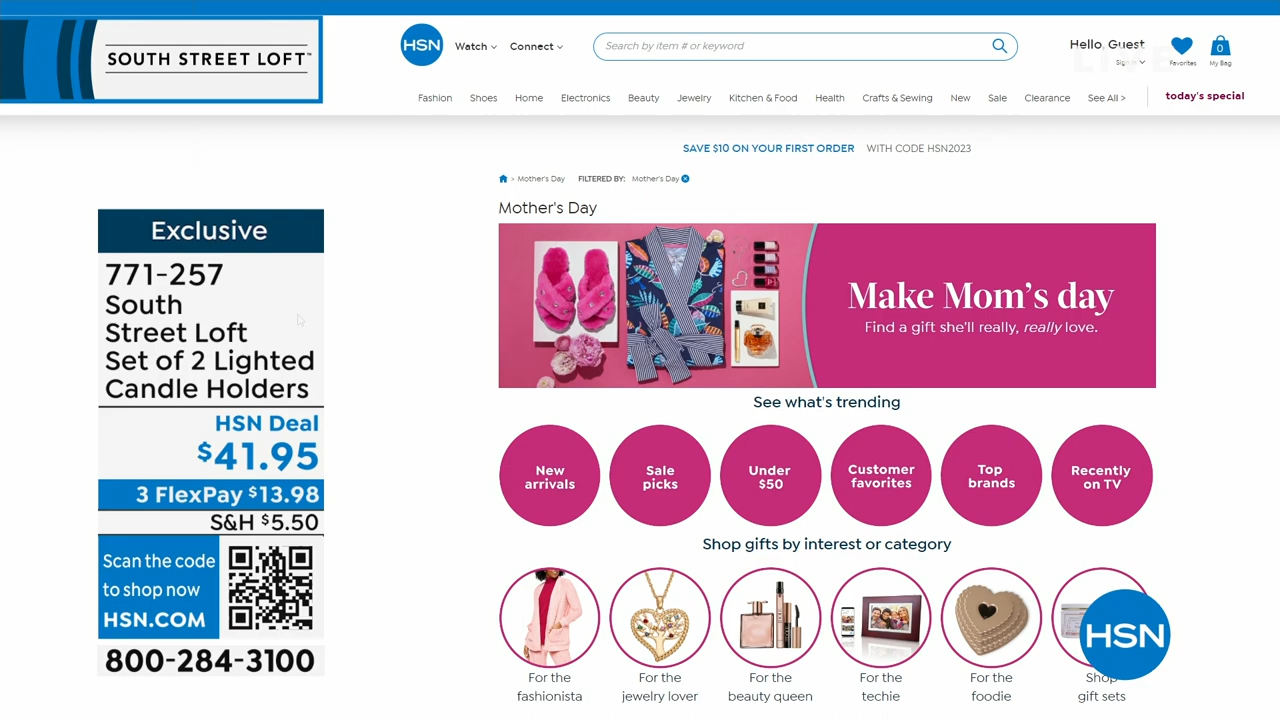 SOUTH STREET LOFT™
HSN
Watch
Connect
Search by item # or keyword
Hello, Guest
Sign In
Favorites
0
My Bag
LIVE
Fashion
Shoes
Home
Electronics
Beauty
Jewelry
Kitchen & Food
Health
Crafts & Sewing
New
Sale
Clearance
See All >
today's special
SAVE $10 ON YOUR FIRST ORDER WITH CODE HSN2023
> Mother's Day FILTERED BY: Mother's Day
Mother's Day
Make Mom's day
Find a gift she'll really, really love.
See what's trending
New
arrivals
Sale
picks
Under
$50
Customer
favorites
Top
brands
Recently
on TV
Shop gifts by interest or category
For the
fashionista
For the
jewelry lover
For the
beauty queen
For the
techie
For the
foodie
Shop
gift sets
HSN
Exclusive
771-257
South
Street Loft
Set of 2 Lighted
Candle Holders
HSN Deal
$41.95
3 FlexPay $13.98
S&H $5.50
Scan the code
to shop now
HSN.COM
800-284-3100